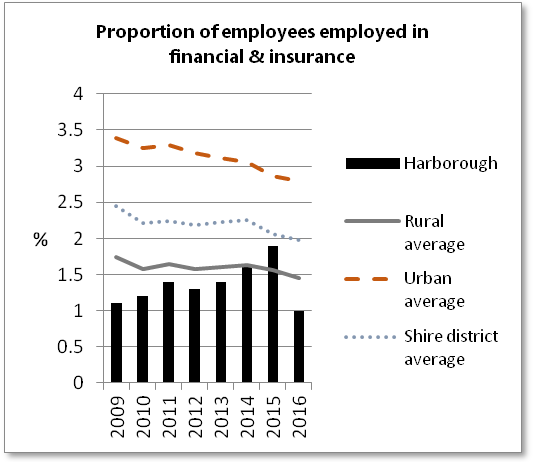 Proportion of employees employed in
financial & insurance
4
3.5
3
2.5
2
1.5
1
0.5
0
%
2009
2010
2011
2012
2013
2014
2015
2016
Harborough
Rural
average
Urban
average
Shire district
average